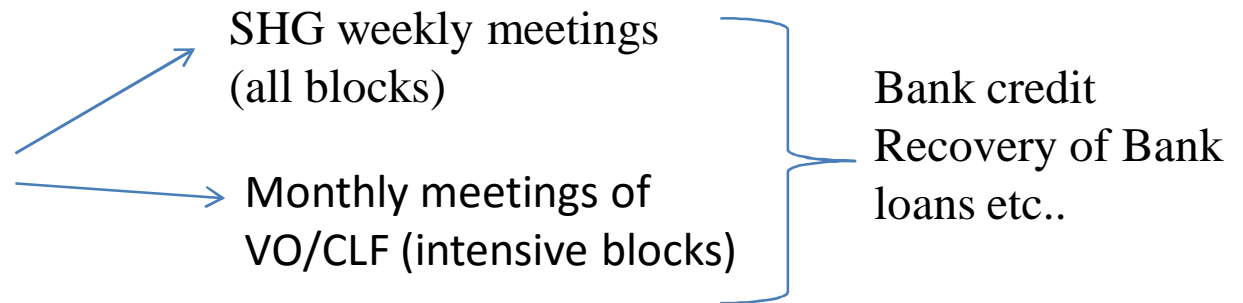 SHG weekly meetings
(all blocks)
Monthly meetings of
VO/CLF (intensive blocks)
Bank credit
Recovery of Bank
loans etc..